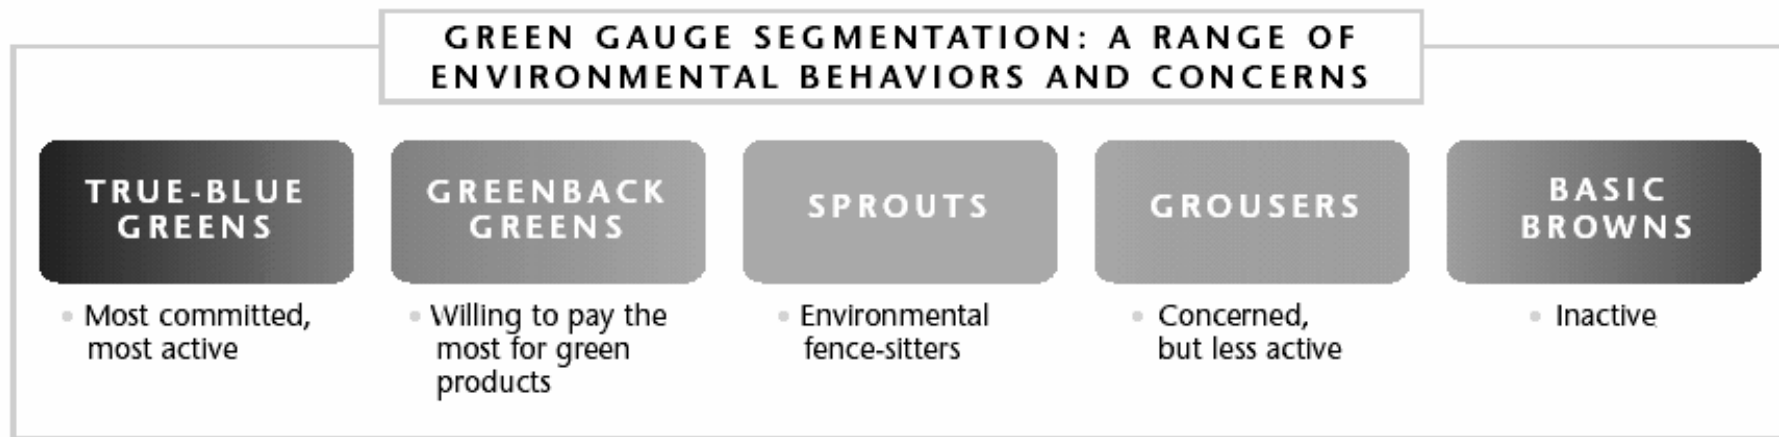 GREEN GAUGE SEGMENTATION: A RANGE OF
ENVIRONMENTAL BEHAVIORS AND CONCERNS
TRUE-BLUE
GREENS
• Most committed,
most active
GREENBACK
GREENS
• Willing to pay the
most for green
products
SPROUTS
• Environmental
fence-sitters
GROUSERS
• Concerned,
but less active
BASIC
BROWNS
• Inactive